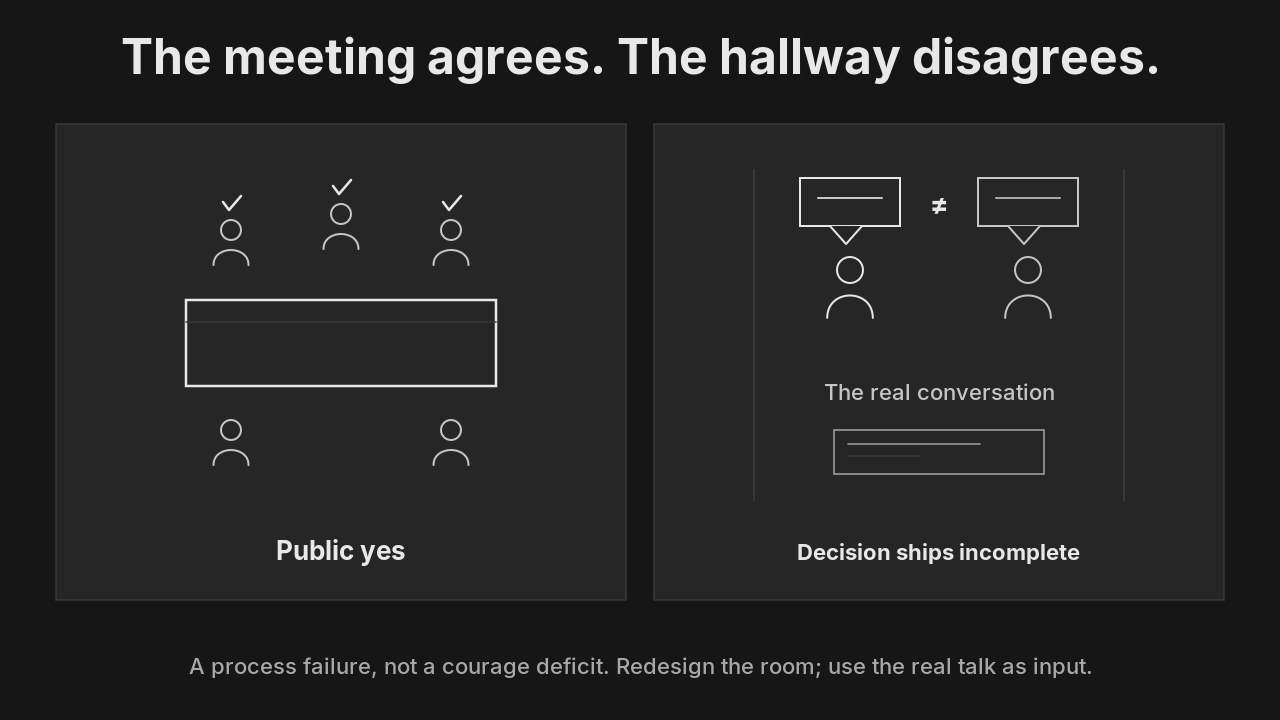 The meeting agrees. The hallway disagrees.
≠
The real conversation
Public yes
Decision ships incomplete
A process failure, not a courage deficit. Redesign the room; use the real talk as input.